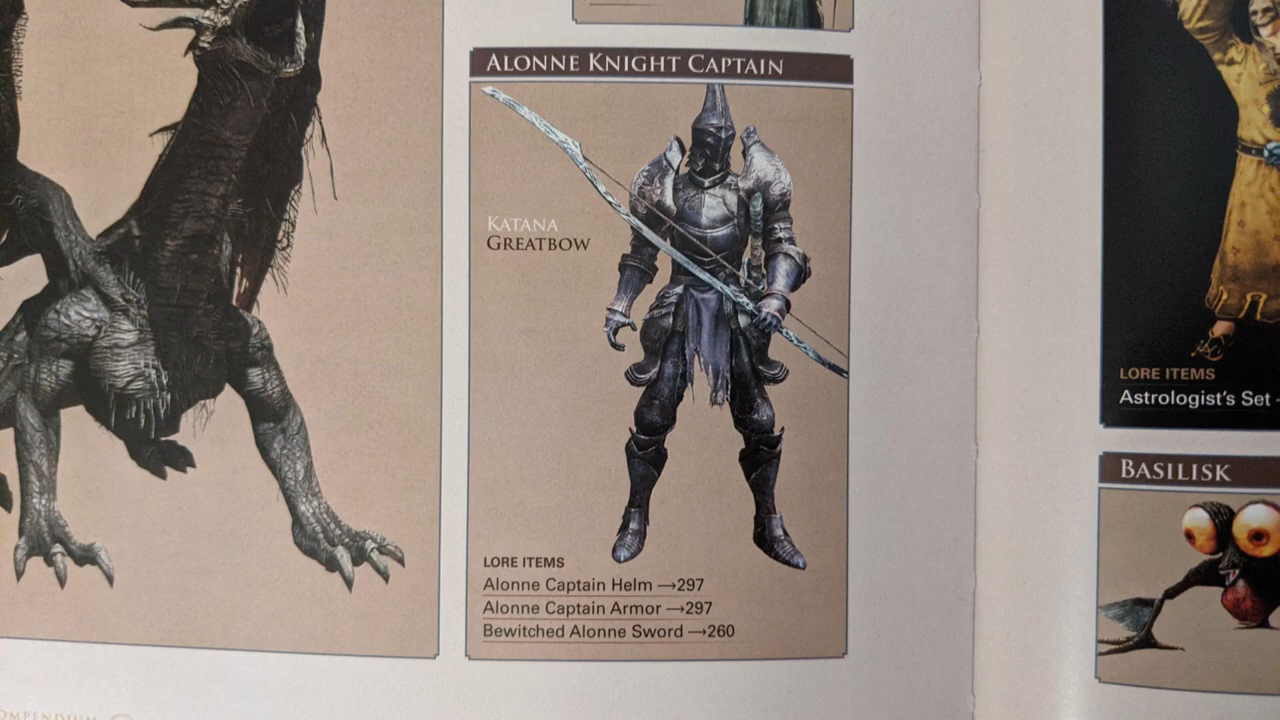 ALONNE KNIGHT CAPTAIN
KATANA
GREATBOW
LORE ITEMS
Alonne Captain Helm →297
Alonne Captain Armor →297
Bewitched Alonne Sword →260
LORE ITEMS
Astrologist's Set
BASILISK